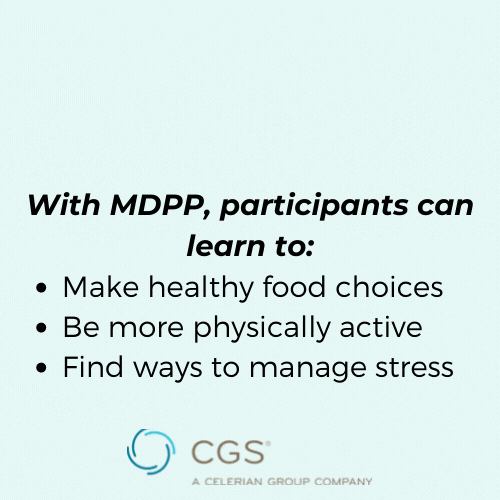 With MDPP, participants can
learn to:
• Make healthy food choices
• Be more physically active
• Find ways to manage stress
CGS®
A CELERIAN GROUP COMPANY